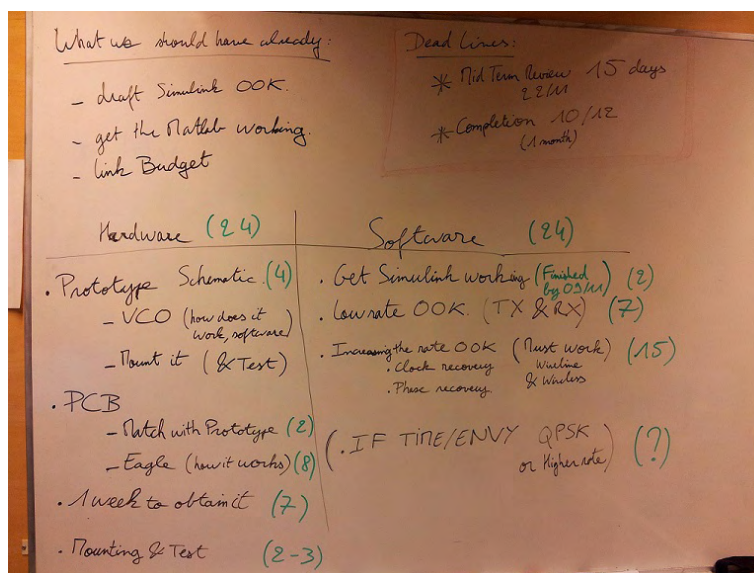 What we should have already:
- draft Simulink OOK.
- get the Matlab working.
- link Budget
Dead Lines:
* Mid Term Review 15 days
22/11
* Completion 10/12
(1 month)
Hardware (24)
. Prototype Schematic. (4)
- VCO (how does it
work, software)
- Mount it (& Test)
. PCB
- Match with Prototype (2)
- Eagle (how it works) (8)
. 1 week to obtain it (7)
. Mounting & Test (2-3)
Software (24)
. Get Simulink working (Finished
by 09/11) (2)
. Low rate OOK. (TX & RX) (7)
. Increasing the rate OOK (Must work) (15)
. Clock recovery Wireline
. Phase recovery & Wireless
(. IF TIME/ENVY QPSK
or Higher rate) (?)